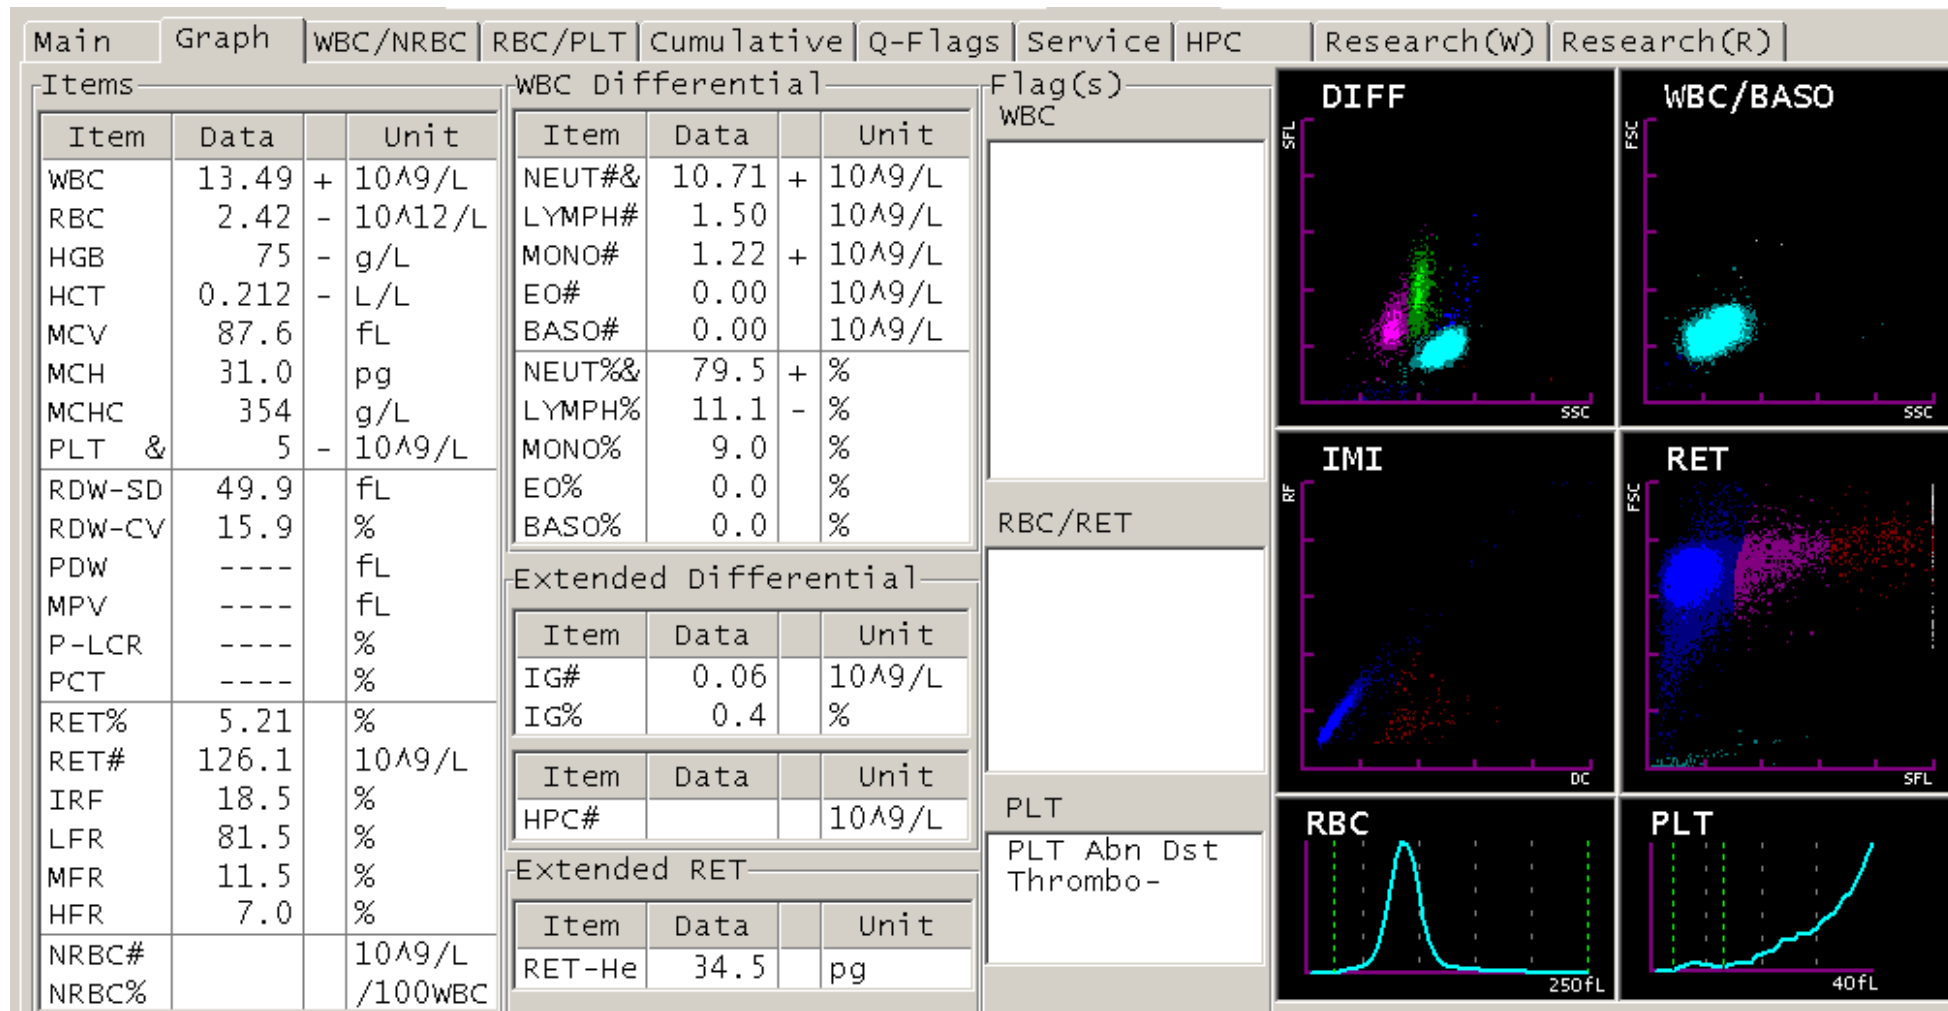 Main Graph WBC/NRBC RBC/PLT Cumulative Q-Flags Service HPC Research(W) Research(R)
Items
Item Data Unit
WBC 13.49 + 10^9/L
RBC 2.42 - 10^12/L
HGB 75 - g/L
HCT 0.212 - L/L
MCV 87.6 fL
MCH 31.0 pg
MCHC 354 g/L
PLT & 5 - 10^9/L
RDW-SD 49.9 fL
RDW-CV 15.9 %
PDW ---- fL
MPV ---- fL
P-LCR ---- %
PCT ---- %
RET% 5.21 %
RET# 126.1 10^9/L
IRF 18.5 %
LFR 81.5 %
MFR 11.5 %
HFR 7.0 %
NRBC# 10^9/L
NRBC% /100WBC
WBC Differential
Item Data Unit
NEUT#& 10.71 + 10^9/L
LYMPH# 1.50 10^9/L
MONO# 1.22 + 10^9/L
EO# 0.00 10^9/L
BASO# 0.00 10^9/L
NEUT%& 79.5 + %
LYMPH% 11.1 - %
MONO% 9.0 %
EO% 0.0 %
BASO% 0.0 %
Extended Differential
Item Data Unit
IG# 0.06 10^9/L
IG% 0.4 %
Item Data Unit
HPC# 10^9/L
Extended RET
Item Data Unit
RET-He 34.5 pg
Flag(s)
WBC
RBC/RET
PLT
PLT Abn Dst
Thrombo-
DIFF
SFL
SSC
WBC/BASO
FSC
SSC
IMI
RF
DC
RET
FSC
SFL
RBC
250fL
PLT
40fL